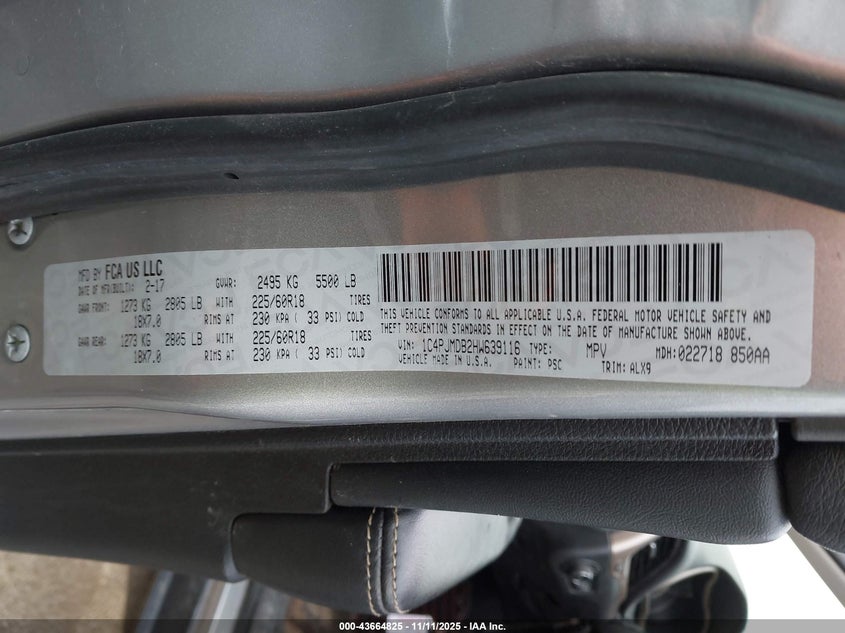 MFD BY FCA US LLC
DATE OF MFR(BUILT): 2-17 GVWR: 2495 KG 5500 LB
GAWR FRONT: 1273 KG 2805 LB WITH 225/60R18 TIRES
18X7.0 RIMS AT 230 KPA ( 33 PSI) COLD
GAWR REAR: 1273 KG 2805 LB WITH 225/60R18 TIRES
18X7.0 RIMS AT 230 KPA ( 33 PSI) COLD
THIS VEHICLE CONFORMS TO ALL APPLICABLE U.S.A. FEDERAL MOTOR VEHICLE SAFETY AND
THEFT PREVENTION STANDARDS IN EFFECT ON THE DATE OF MANUFACTURE SHOWN ABOVE.
VIN: 1C4PJMDB2HW639116 TYPE: MPV MDH:022718 850AA
VEHICLE MADE IN U.S.A. PAINT: PSC TRIM: ALX9
000-43664825 - 11/11/2025 - IAA Inc.